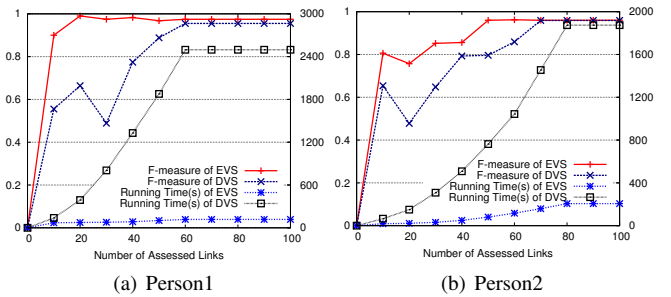 1
0.8
0.6
0.4
0.2
0
3000
2400
1800
1200
600
0
0 20 40 60 80 100
F-measure of EVS
F-measure of DVS
Running Time(s) of EVS
Running Time(s) of DVS
Number of Assessed Links
(a) Person1
1
0.8
0.6
0.4
0.2
0
2000
1600
1200
800
400
0
0 20 40 60 80 100
F-measure of EVS
F-measure of DVS
Running Time(s) of EVS
Running Time(s) of DVS
Number of Assessed Links
(b) Person2